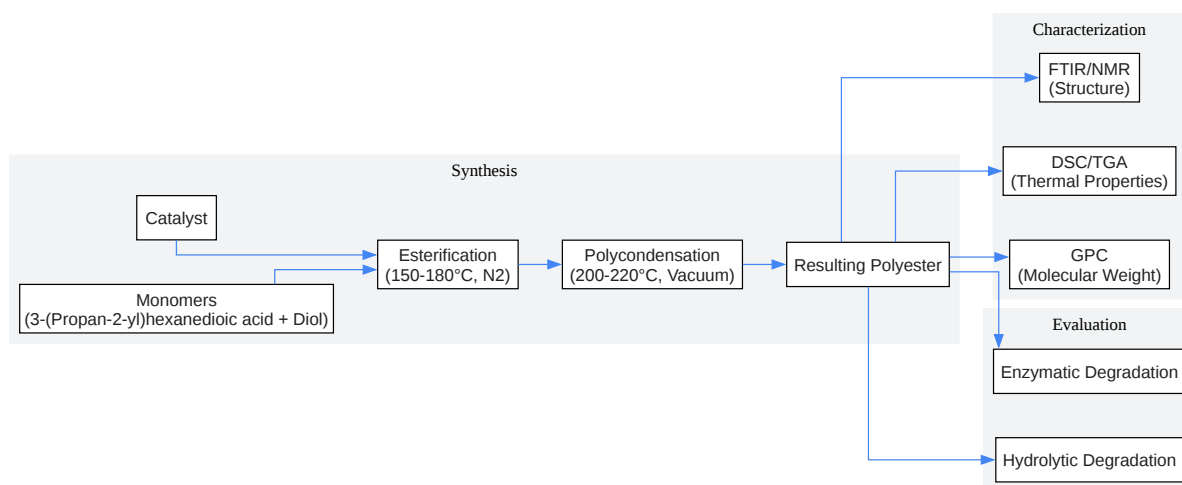 Synthesis
Catalyst
Monomers
(3-(Propan-2-yl)hexanedioic acid + Diol)
Esterification
(150-180°C, N2)
Polycondensation
(200-220°C, Vacuum)
Resulting Polyester
Characterization
FTIR/NMR
(Structure)
DSC/TGA
(Thermal Properties)
GPC
(Molecular Weight)
Evaluation
Enzymatic Degradation
Hydrolytic Degradation